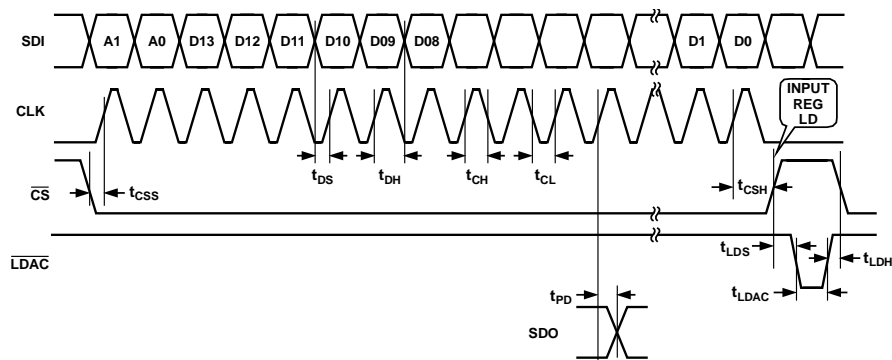 SDI
A1 A0 D13 D12 D11 D10 D09 D08 D1 D0
CLK
INPUT
REG
LD
tDS tDH tCH tCL
CS
tCSS
tCSH
LDAC
tLDS
tLDH
tLDAC
tPD
SDO